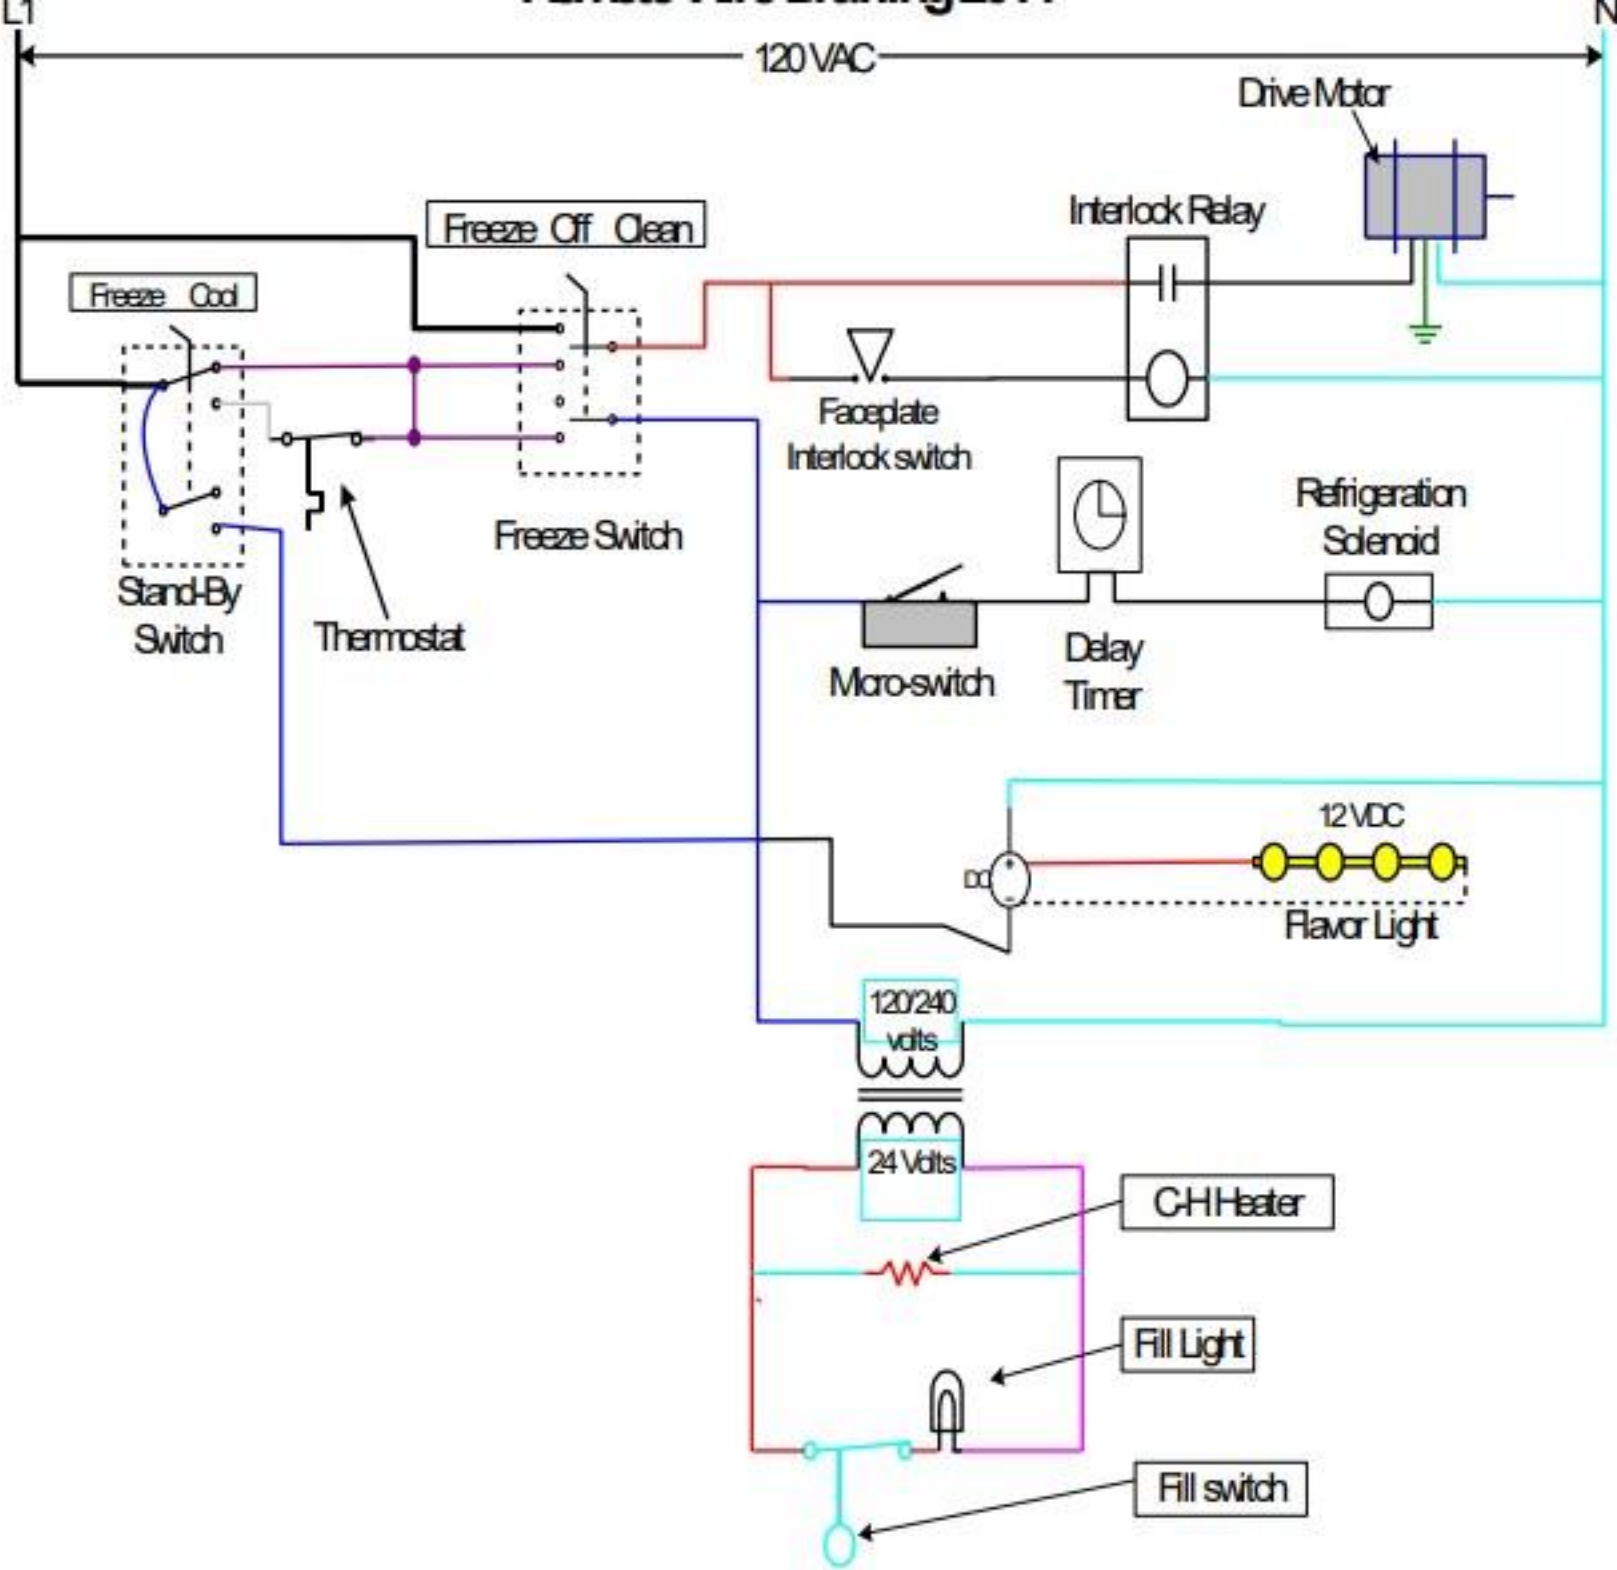 L1
N
120 VAC
Drive Motor
Freeze Off Clean
Interlock Relay
Freeze Cool
Faceplate
Interlock switch
Freeze Switch
Refrigeration
Solenoid
Stand-By
Switch
Thermostat
Micro-switch
Delay
Timer
12 VDC
DC
+
-
Flavor Light
120/240
volts
24 Volts
C-H Heater
Fill Light
Fill switch